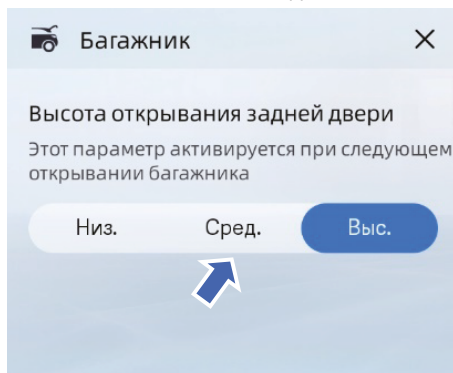 Багажник
Высота открывания задней двери
Этот параметр активируется при следующем
открывании багажника
Низ. Сред. Выс.